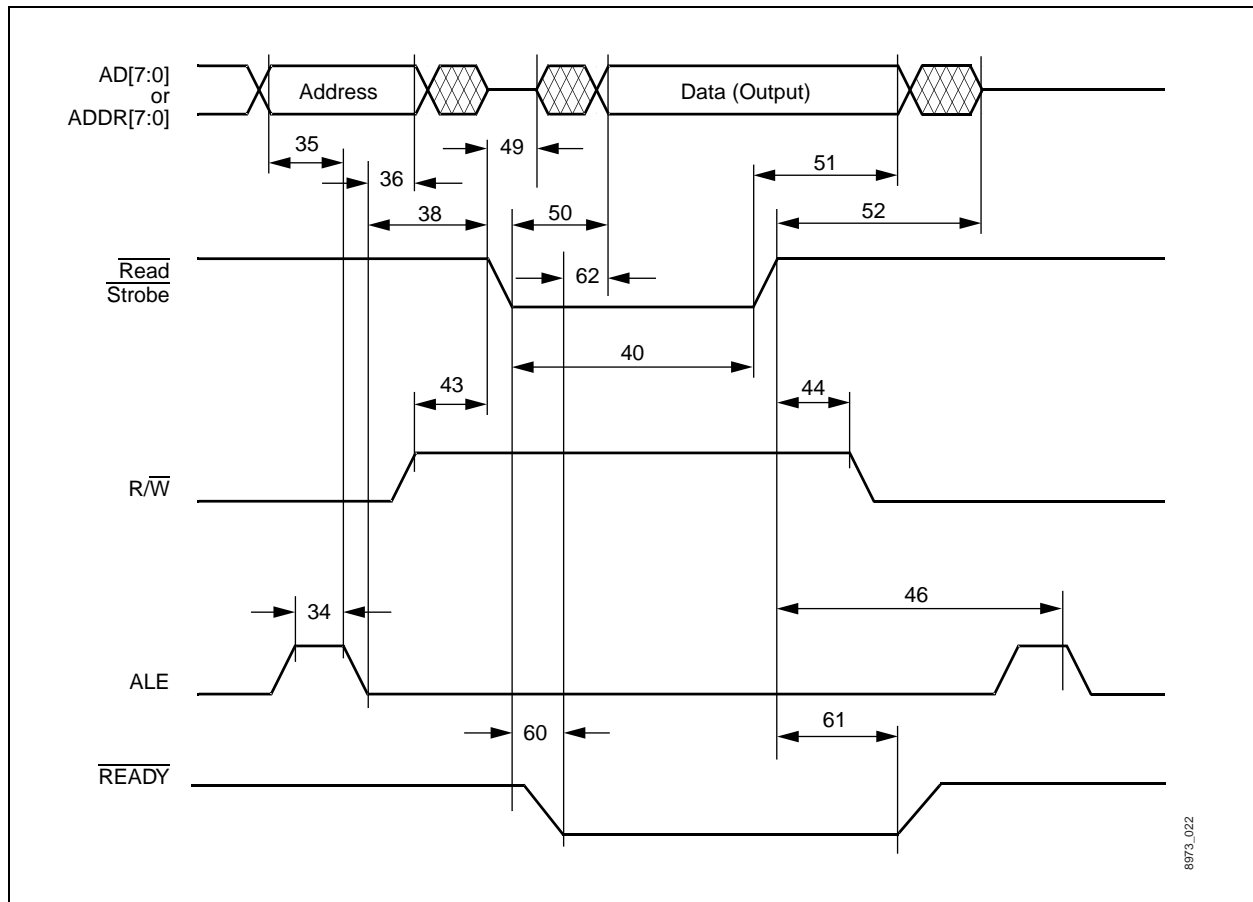 AD[7:0]
or
ADDR[7:0]
Address
Data (Output)
35
49
36
51
38
50
52
Read
Strobe
62
40
43
44
R/W
34
46
ALE
60
61
READY
8973_022